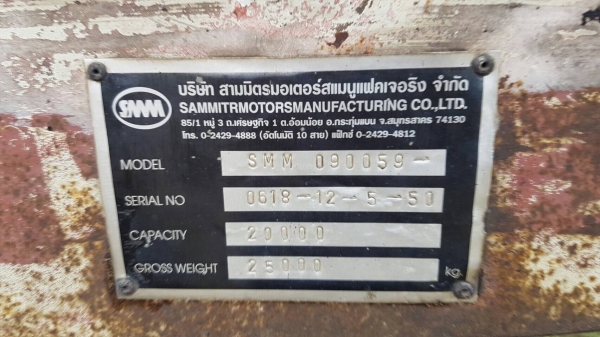 SMM
บริษัท สามมิตรมอเตอร์สแมนูแฟคเจอริง จำกัด
SAMMITRMOTORSMANUFACTURING CO.,LTD.
85/1 หมู่ 3 ถ.เศรษฐกิจ 1 ต.อ้อมน้อย อ.กระทุ่มแบน จ.สมุทรสาคร 74130
โทร. 0-2429-4888 (อัตโนมัติ 10 สาย) แฟ็กซ์ 0-2429-4812
MODEL SMM 090059-
SERIAL NO 0618-12-5-50
CAPACITY 20000
GROSS WEIGHT 25000 kg.